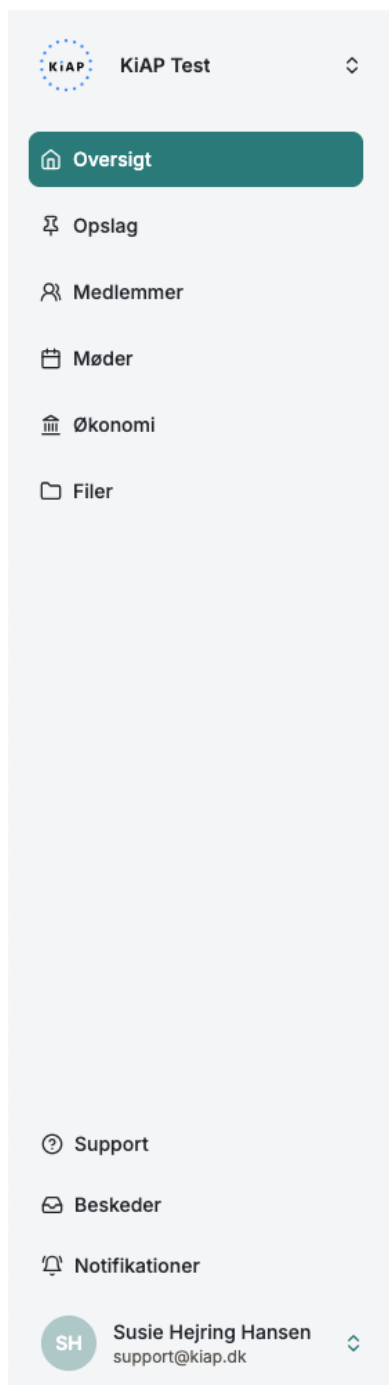 KiAP
KiAP Test
Oversigt
Opslag
Medlemmer
Møder
Økonomi
Filer
Support
Beskeder
Notifikationer
SH
Susie Hejring Hansen
support@kiap.dk